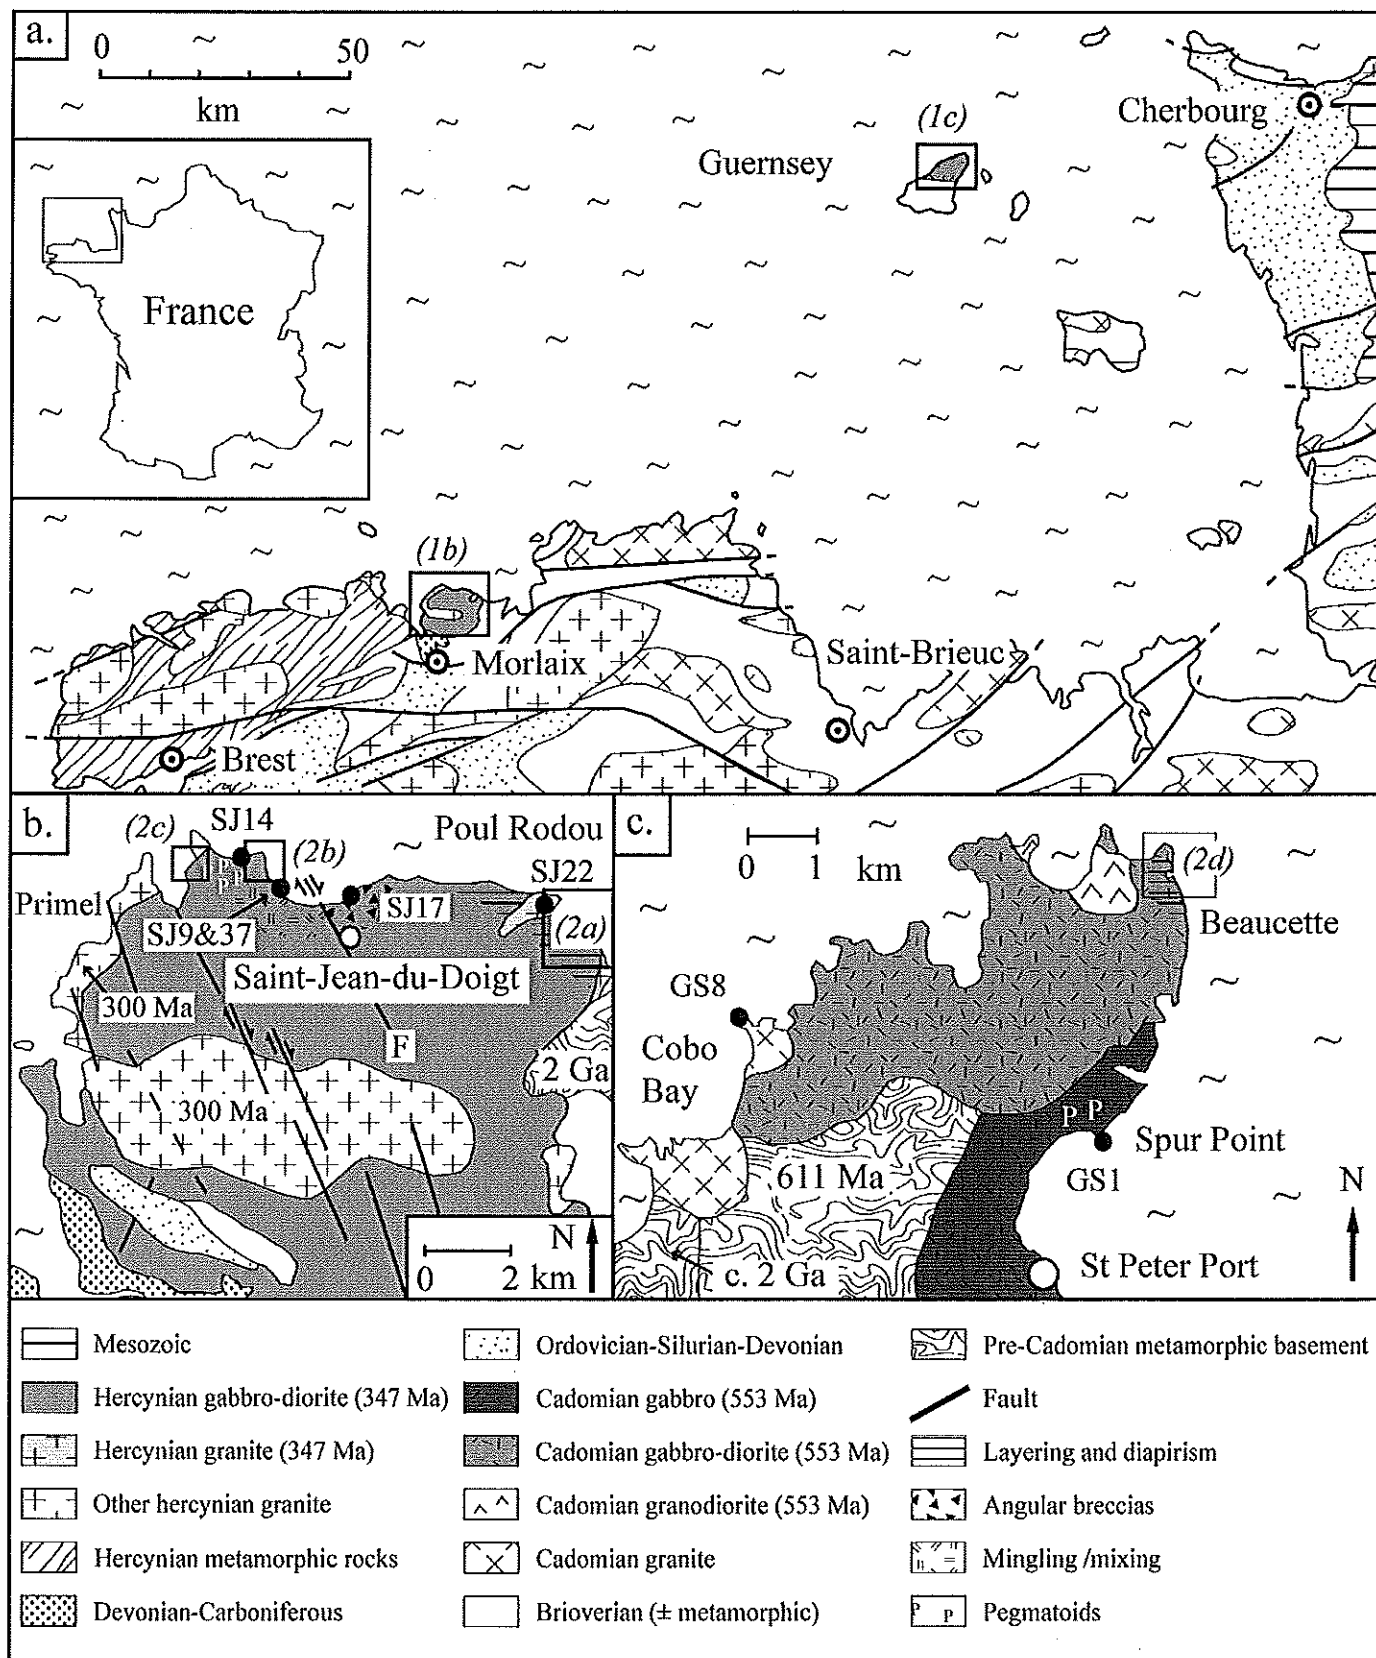 a.
0 50
km
(1c)
Cherbourg
Guernsey
France
(1b)
Morlaix
Saint-Brieuc
Brest
b.
(2c)
SJ14
(2b)
Poul Rodou
SJ22
Primel
SJ17
SJ9&37
(2a)
Saint-Jean-du-Doigt
300 Ma
F
2 Ga
300 Ma
N
0 2 km
c.
0 1
km
(2d)
Beaucette
GS8
Cobo
Bay
P P
Spur Point
611 Ma
GS1
N
c. 2 Ga
St Peter Port
Mesozoic
Hercynian gabbro-diorite (347 Ma)
Hercynian granite (347 Ma)
Other hercynian granite
Hercynian metamorphic rocks
Devonian-Carboniferous
Ordovician-Silurian-Devonian
Cadomian gabbro (553 Ma)
Cadomian gabbro-diorite (553 Ma)
Cadomian granodiorite (553 Ma)
Cadomian granite
Brioverian (± metamorphic)
Pre-Cadomian metamorphic basement
Fault
Layering and diapirism
Angular breccias
Mingling /mixing
P P Pegmatoids